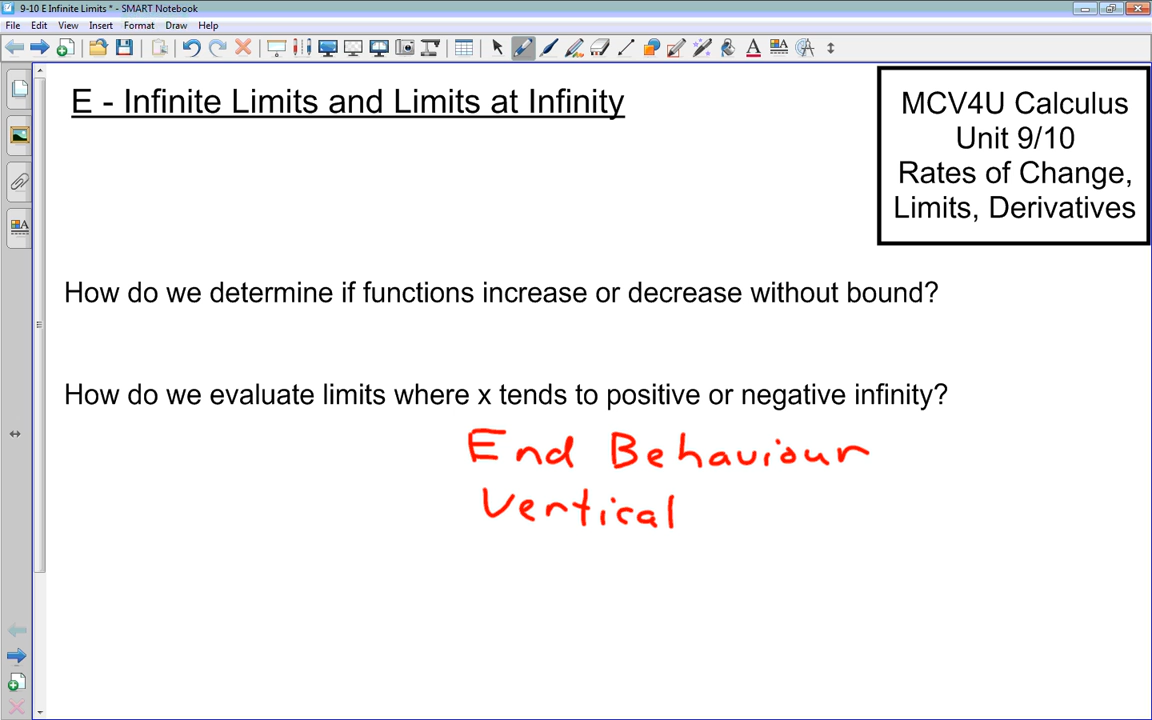 9-10 E Infinite Limits * - SMART Notebook
File Edit View Insert Format Draw Help
E - Infinite Limits and Limits at Infinity
MCV4U Calculus
Unit 9/10
Rates of Change,
Limits, Derivatives
How do we determine if functions increase or decrease without bound?
How do we evaluate limits where x tends to positive or negative infinity?
End Behaviour
Vertical